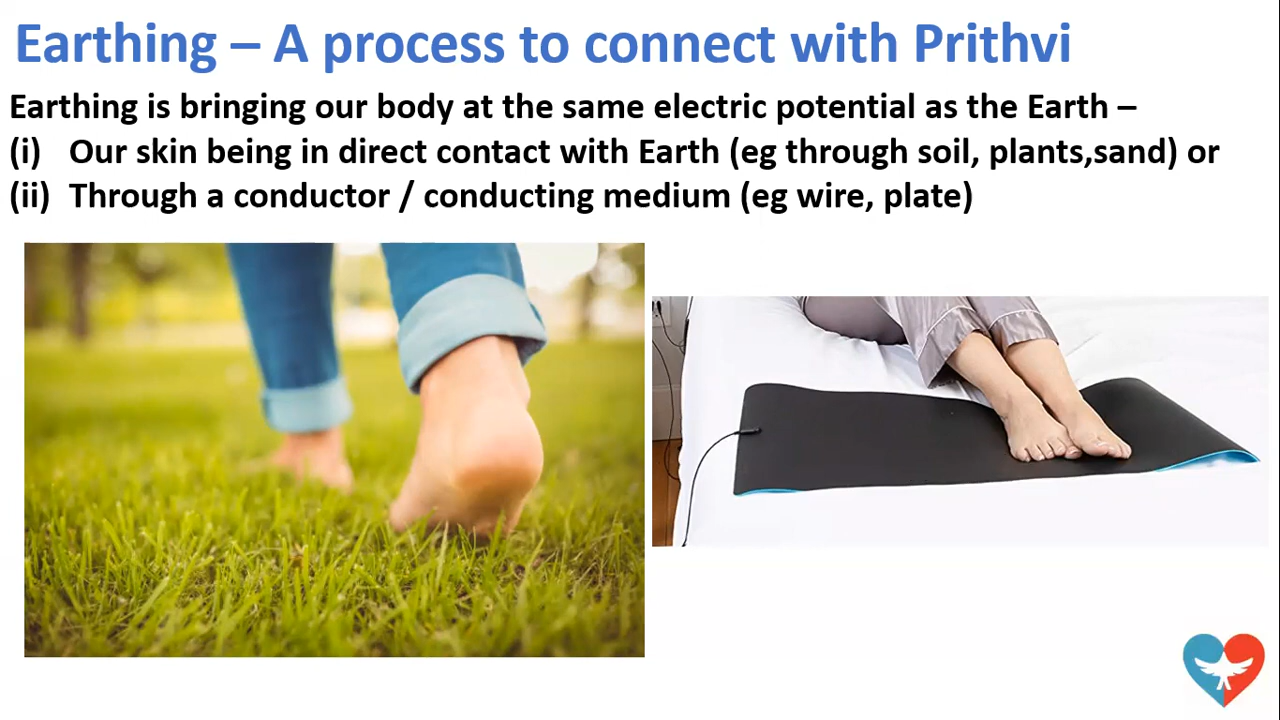 Earthing – A process to connect with Prithvi
Earthing is bringing our body at the same electric potential as the Earth –
(i) Our skin being in direct contact with Earth (eg through soil, plants,sand) or
(ii) Through a conductor / conducting medium (eg wire, plate)